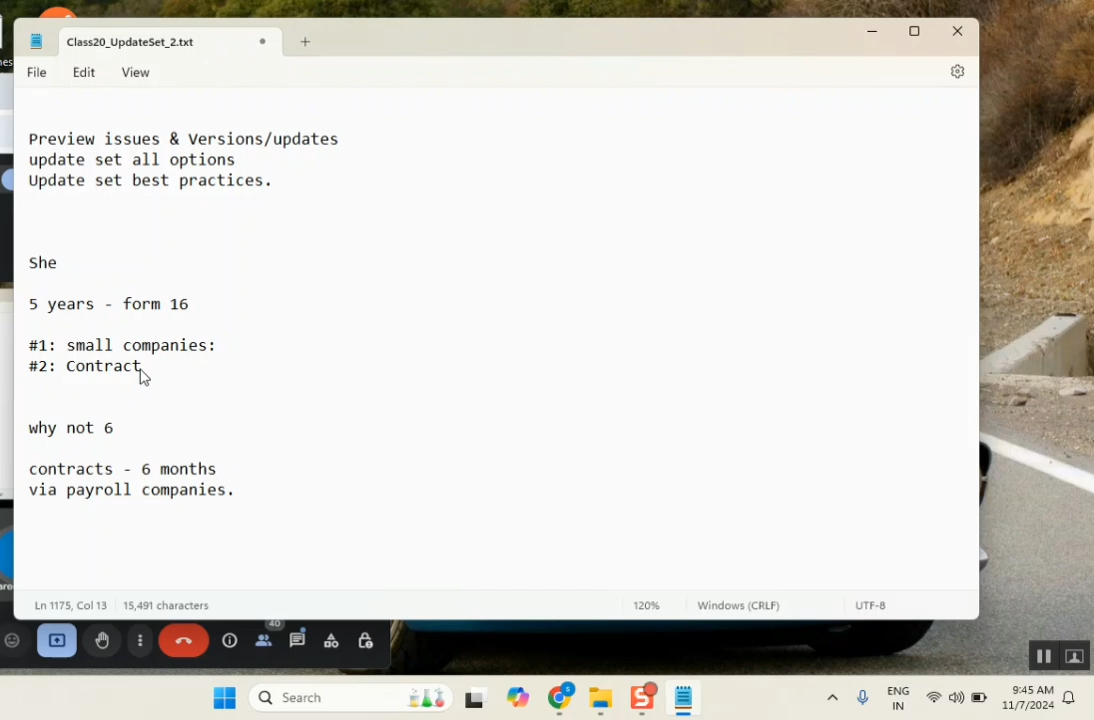 Class20_UpdateSet_2.txt
File Edit View
Preview issues & Versions/updates
update set all options
Update set best practices.
She
5 years - form 16
#1: small companies:
#2: Contract
why not 6
contracts - 6 months
via payroll companies.
Ln 1175, Col 13 15,491 characters 120% Windows (CRLF) UTF-8
40
Search
S
S
ENG
IN
9:45 AM
11/7/2024